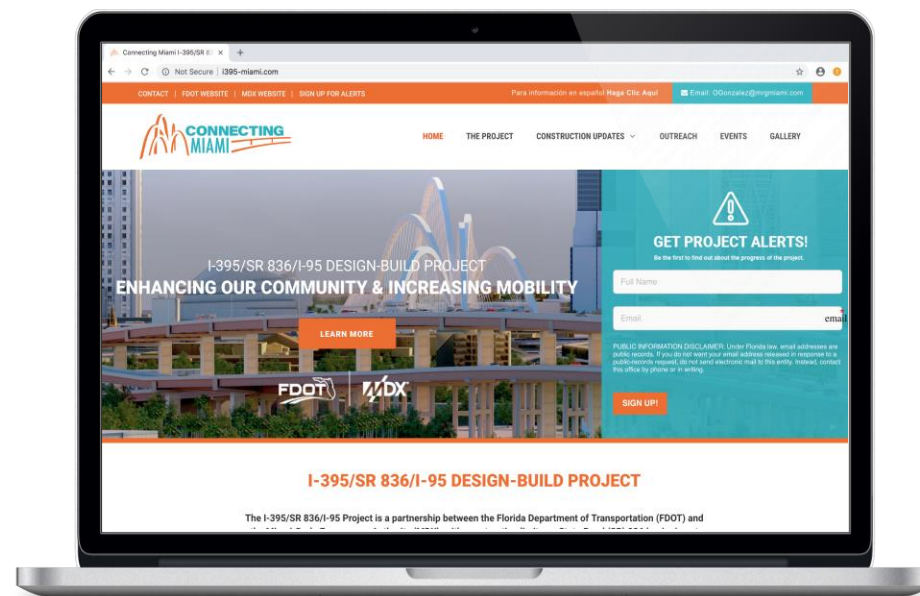 Connecting Miami I-395/SR 8
Not Secure | i395-miami.com
CONTACT | FDOT WEBSITE | MDX WEBSITE | SIGN UP FOR ALERTS
Para información en español Haga Clic Aquí
Email: OGonzalez@mrgmiami.com
CONNECTING
MIAMI
HOME THE PROJECT CONSTRUCTION UPDATES OUTREACH EVENTS GALLERY
I-395/SR 836/I-95 DESIGN-BUILD PROJECT
ENHANCING OUR COMMUNITY & INCREASING MOBILITY
LEARN MORE
FDOT MDX
GET PROJECT ALERTS!
Be the first to find out about the progress of the project.
Full Name
Email email
PUBLIC INFORMATION DISCLAIMER: Under Florida law, email addresses are
public records. If you do not want your email address released in response to a
public-records request, do not send electronic mail to this entity. Instead, contact
this office by phone or in writing.
SIGN UP!
I-395/SR 836/I-95 DESIGN-BUILD PROJECT
The I-395/SR 836/I-95 Project is a partnership between the Florida Department of Transportation (FDOT) and